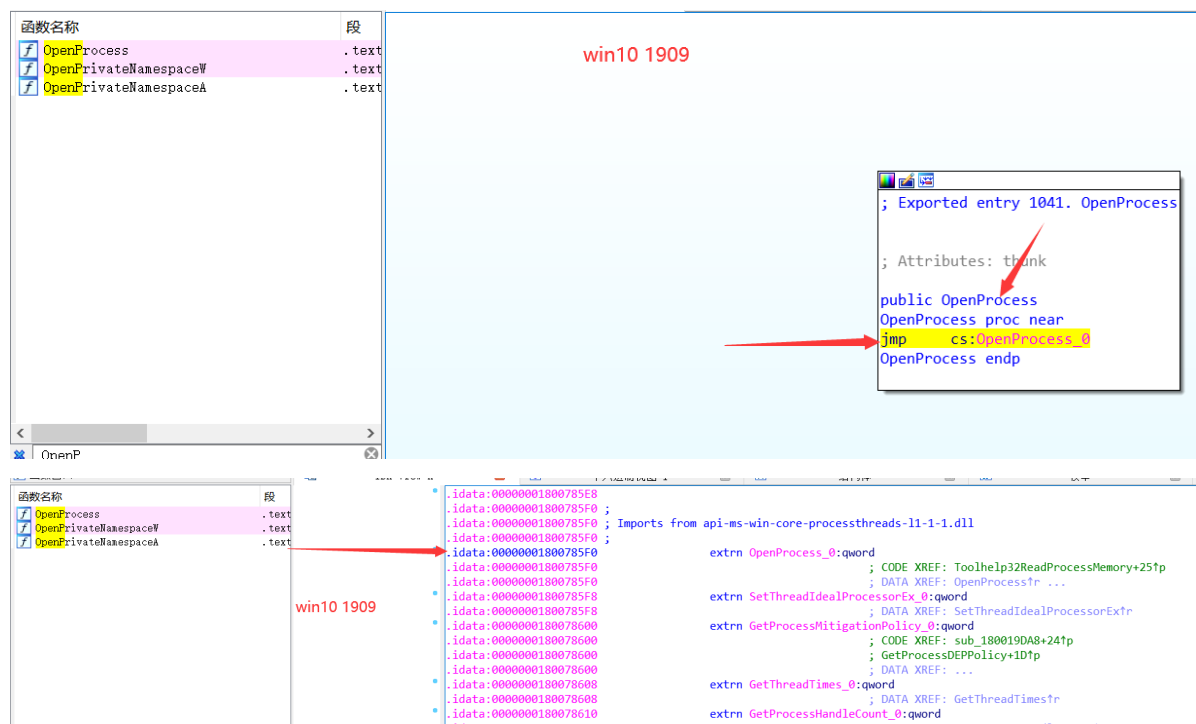 函数名称 段
OpenProcess .text
OpenPrivateNamespaceW .text
OpenPrivateNamespaceA .text
OpenP
win10 1909
; Exported entry 1041. OpenProcess
; Attributes: thunk
public OpenProcess
OpenProcess proc near
jmp cs:OpenProcess_0
OpenProcess endp
函数名称 段
OpenProcess .text
OpenPrivateNamespaceW .text
OpenPrivateNamespaceA .text
win10 1909
.idata:00000001800785E8
.idata:00000001800785F0 ;
.idata:00000001800785F0 ; Imports from api-ms-win-core-processthreads-l1-1-1.dll
.idata:00000001800785F0 ;
.idata:00000001800785F0 extrn OpenProcess_0:qword
.idata:00000001800785F0 ; CODE XREF: Toolhelp32ReadProcessMemory+25↑p
.idata:00000001800785F0 ; DATA XREF: OpenProcess↑r ...
.idata:00000001800785F8 extrn SetThreadIdealProcessorEx_0:qword
.idata:00000001800785F8 ; DATA XREF: SetThreadIdealProcessorEx↑r
.idata:0000000180078600 extrn GetProcessMitigationPolicy_0:qword
.idata:0000000180078600 ; CODE XREF: sub_180019DA8+24↑p
.idata:0000000180078600 ; GetProcessDEPPolicy+1D↑p
.idata:0000000180078600 ; DATA XREF: ...
.idata:0000000180078608 extrn GetThreadTimes_0:qword
.idata:0000000180078608 ; DATA XREF: GetThreadTimes↑r
.idata:0000000180078610 extrn GetProcessHandleCount_0:qword